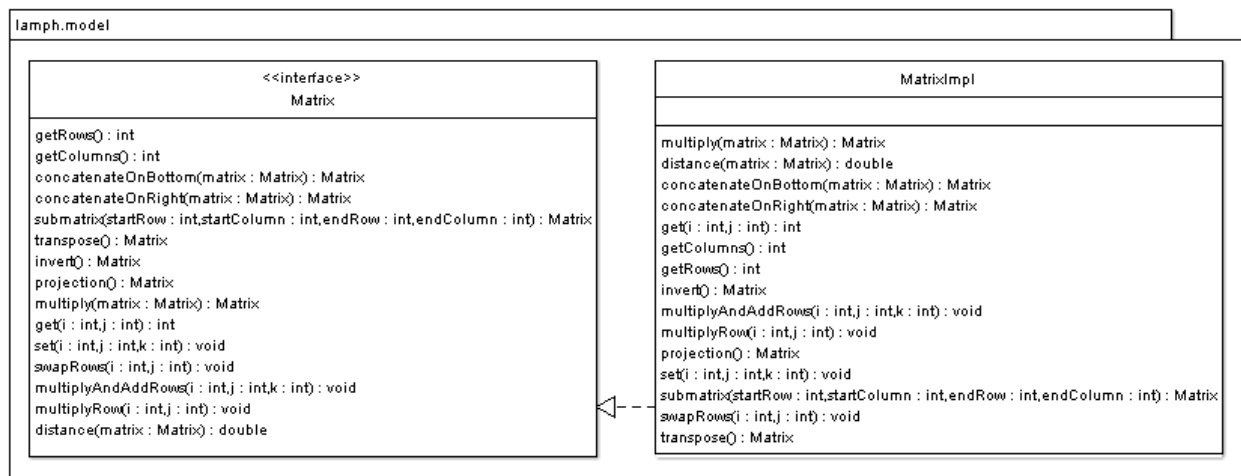 lamph.model
<<interface>>
Matrix
getRows() : int
getColumns() : int
concatenateOnBottom(matrix : Matrix) : Matrix
concatenateOnRight(matrix : Matrix) : Matrix
submatrix(startRow : int,startColumn : int,endRow : int,endColumn : int) : Matrix
transpose() : Matrix
invert() : Matrix
projection() : Matrix
multiply(matrix : Matrix) : Matrix
get(i : int,j : int) : int
set(i : int,j : int,k : int) : void
swapRows(i : int,j : int) : void
multiplyAndAddRows(i : int,j : int,k : int) : void
multiplyRow(i : int,j : int) : void
distance(matrix : Matrix) : double
MatrixImpl
multiply(matrix : Matrix) : Matrix
distance(matrix : Matrix) : double
concatenateOnBottom(matrix : Matrix) : Matrix
concatenateOnRight(matrix : Matrix) : Matrix
get(i : int,j : int) : int
getColumns() : int
getRows() : int
invert() : Matrix
multiplyAndAddRows(i : int,j : int,k : int) : void
multiplyRow(i : int,j : int) : void
projection() : Matrix
set(i : int,j : int,k : int) : void
submatrix(startRow : int,startColumn : int,endRow : int,endColumn : int) : Matrix
swapRows(i : int,j : int) : void
transpose() : Matrix